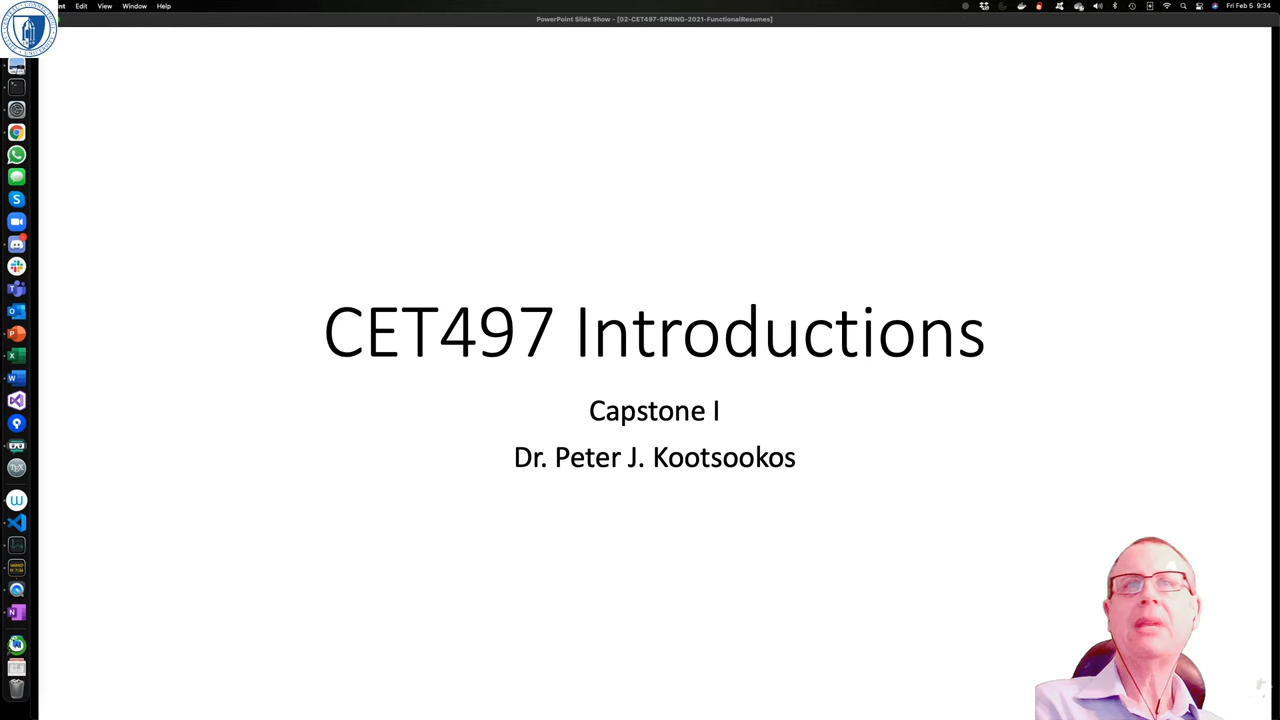 nt Edit View Window Help
Fri Feb 5 9:34
PowerPoint Slide Show - [02-CET497-SPRING-2021-FunctionalResumes]
CET497 Introductions
Capstone I
Dr. Peter J. Kootsookos